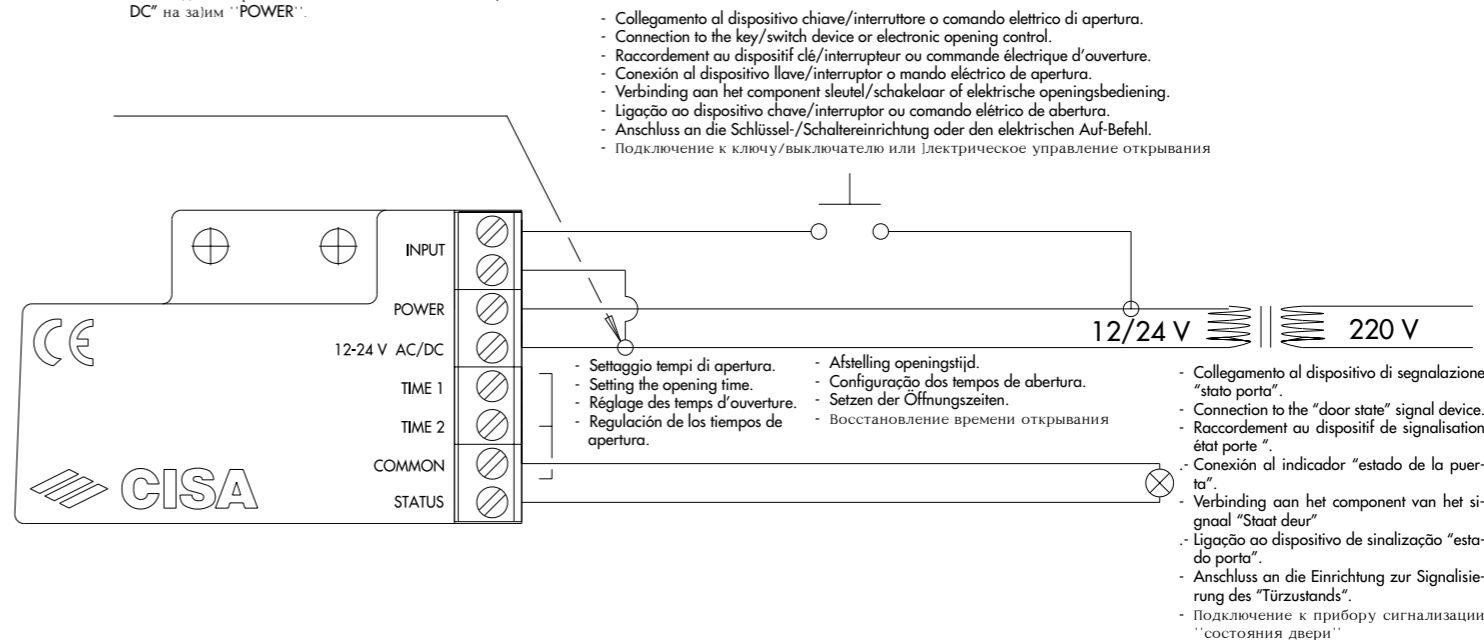 DC" на за)им ''POWER''.
- Collegamento al dispositivo chiave/interruttore o comando elettrico di apertura.
- Connection to the key/switch device or electronic opening control.
- Raccordement au dispositif clé/interrupteur ou commande électrique d'ouverture.
- Conexión al dispositivo llave/interruptor o mando eléctrico de apertura.
- Verbinding aan het component sleutel/schakelaar of elektrische openingsbediening.
- Ligação ao dispositivo chave/interruptor ou comando elétrico de abertura.
- Anschluss an die Schlüssel-/Schaltereinrichtung oder den elektrischen Auf-Befehl.
- Подключение к ключу/выключателю или ]лектрическое управление открывания
INPUT
POWER
12-24 V AC/DC
TIME 1
TIME 2
COMMON
STATUS
CE
CISA
12/24 V
220 V
- Settaggio tempi di apertura.
- Setting the opening time.
- Réglage des temps d'ouverture.
- Regulación de los tiempos de
apertura.
- Afstelling openingstijd.
- Configuração dos tempos de abertura.
- Setzen der Öffnungszeiten.
- Восстановление времени открывания
- Collegamento al dispositivo di segnalazione
"stato porta".
- Connection to the "door state" signal device.
- Raccordement au dispositif de signalisation
état porte ".
.- Conexión al indicador "estado de la puer-
ta".
- Verbinding aan het component van het si-
gnaal "Staat deur"
.- Ligação ao dispositivo de sinalização "esta-
do porta".
- Anschluss an die Einrichtung zur Signalisie-
rung des "Türzustands".
- Подключение к прибору сигнализации
''состояния двери''